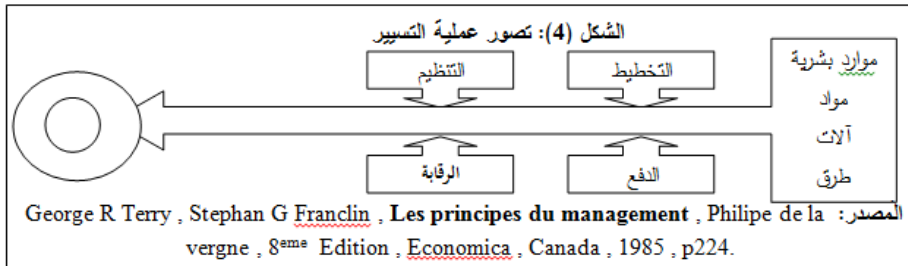 الشكل (4): تصور عملية التسيير
موارد بشرية
مواد
آلات
طرق
التخطيط
التنظيم
الدفع
الرقابة
المصدر: George R Terry , Stephan G Franclin , Les principes du management , Philipe de la
vergne , 8eme Edition , Economica , Canada , 1985 , p224.